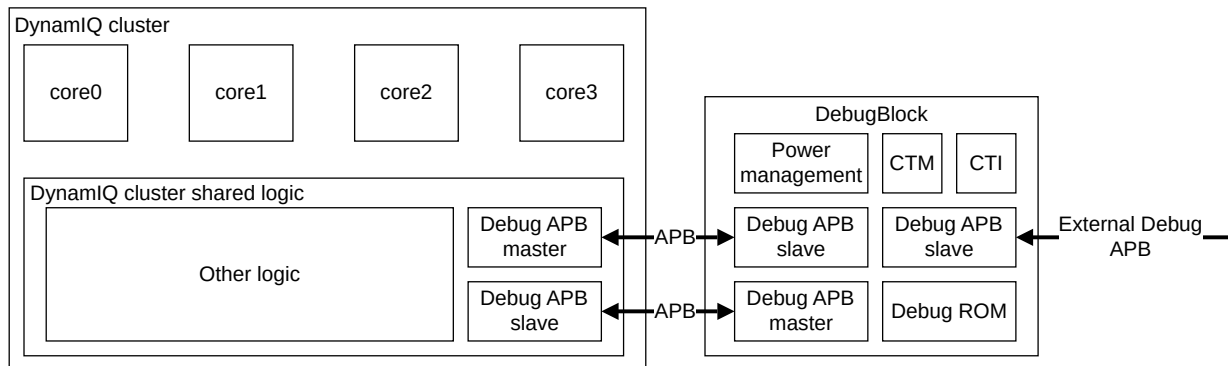 DynamIQ cluster
core0
core1
core2
core3
DebugBlock
Power
management
CTM
CTI
DynamIQ cluster shared logic
Other logic
Debug APB
master
APB
Debug APB
slave
Debug APB
slave
External Debug
APB
Debug APB
slave
APB
Debug APB
master
Debug ROM